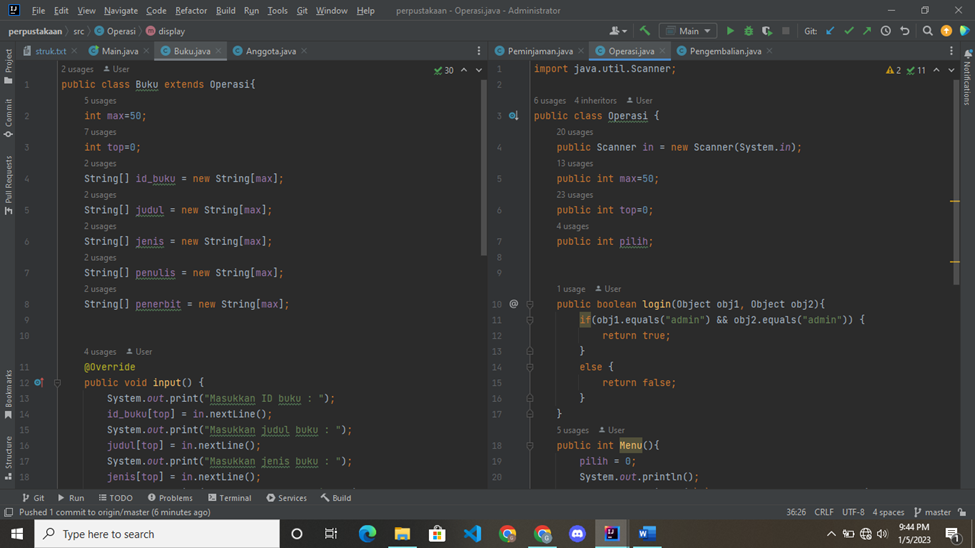 File Edit View Navigate Code Refactor Build Run Tools Git Window Help perpustakaan - Operasi.java - Administrator
perpustakaan src Operasi display Main Git:
struk.txt Main.java Buku.java Anggota.java
Peminjaman.java Operasi.java Pengembalian.java
Project
Commit
Pull Requests
Bookmarks
Structure
2 usages User 30
1 public class Buku extends Operasi{
5 usages
2 int max=50;
7 usages
3 int top=0;
2 usages
4 String[] id_buku = new String[max];
2 usages
5 String[] judul = new String[max];
2 usages
6 String[] jenis = new String[max];
2 usages
7 String[] penulis = new String[max];
2 usages
8 String[] penerbit = new String[max];
9
10
4 usages User
11 @Override
12 public void input() {
13 System.out.print("Masukkan ID buku : ");
14 id_buku[top] = in.nextLine();
15 System.out.print("Masukkan judul buku : ");
16 judul[top] = in.nextLine();
17 System.out.print("Masukkan jenis buku : ");
18 jenis[top] = in.nextLine();
1 import java.util.Scanner; 2 11
2
6 usages 4 inheritors User
3 public class Operasi {
20 usages
4 public Scanner in = new Scanner(System.in);
13 usages
5 public int max=50;
23 usages
6 public int top=0;
4 usages
7 public int pilih;
8
9
1 usage User
10 @ public boolean login(Object obj1, Object obj2){
11 if(obj1.equals("admin") && obj2.equals("admin")) {
12 return true;
13 }
14 else {
15 return false;
16 }
17 }
5 usages User
18 public int Menu(){
19 pilih = 0;
20 System.out.println();
Notifications
Git Run TODO Problems Terminal Services Build
Pushed 1 commit to origin/master (6 minutes ago) 36:26 CRLF UTF-8 4 spaces master
Type here to search
9:44 PM
1/5/2023
1